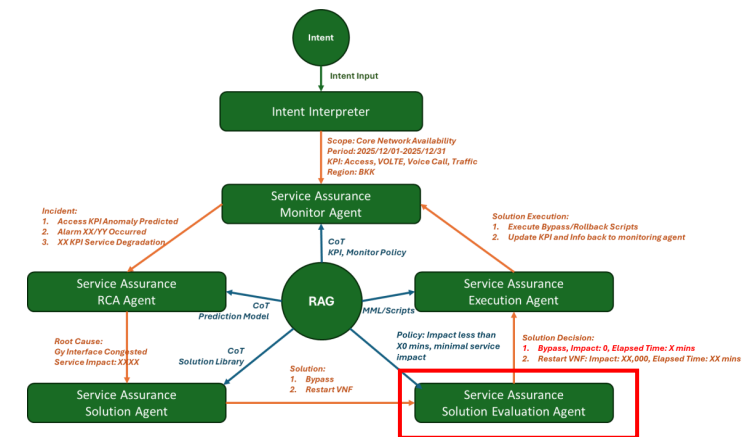 Intent
Intent Input
Intent Interpreter
Scope: Core Network Availability
Period: 2025/12/01-2025/12/31
KPI: Access, VOLTE, Voice Call, Traffic
Region: BKK
Service Assurance
Monitor Agent
Incident:
1. Access KPI Anomaly Predicted
2. Alarm XX/YY Occurred
3. XX KPI Service Degradation
Solution Execution:
1. Execute Bypass/Rollback Scripts
2. Update KPI and Info back to monitoring agent
CoT
KPI, Monitor Policy
Service Assurance
RCA Agent
CoT
Prediction Model
RAG
MML/Scripts
Service Assurance
Execution Agent
Root Cause:
Gy Interface Congested
Service Impact: XXXX
CoT
Solution Library
Policy: Impact less than
X0 mins, minimal service
impact
Solution Decision:
1. Bypass, Impact: 0, Elapsed Time: X mins
2. Restart VNF: Impact: XX,000, Elapsed Time: XX mins
Solution:
1. Bypass
2. Restart VNF
Service Assurance
Solution Agent
Service Assurance
Solution Evaluation Agent